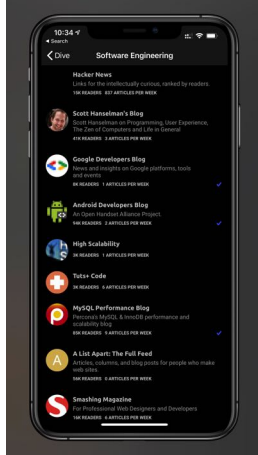 10:34
Search
Dive
Software Engineering
Hacker News
Links for the intellectually curious, ranked by readers.
15K READERS 837 ARTICLES PER WEEK
Scott Hanselman's Blog
Scott Hanselman on Programming, User Experience,
The Zen of Computers and Life in General
41K READERS 3 ARTICLES PER WEEK
Google Developers Blog
News and insights on Google platforms, tools
and events
8K READERS 1 ARTICLES PER WEEK
Android Developers Blog
An Open Handset Alliance Project.
94K READERS 2 ARTICLES PER WEEK
High Scalability
3K READERS 1 ARTICLES PER WEEK
Tuts+ Code
3K READERS 6 ARTICLES PER WEEK
MySQL Performance Blog
Percona's MySQL & InnoDB performance and
scalability blog
85K READERS 9 ARTICLES PER WEEK
A
A List Apart: The Full Feed
Articles, columns, and blog posts for people who make
web sites.
96K READERS 0 ARTICLES PER WEEK
Smashing Magazine
For Professional Web Designers and Developers
16K READERS 6 ARTICLES PER WEEK